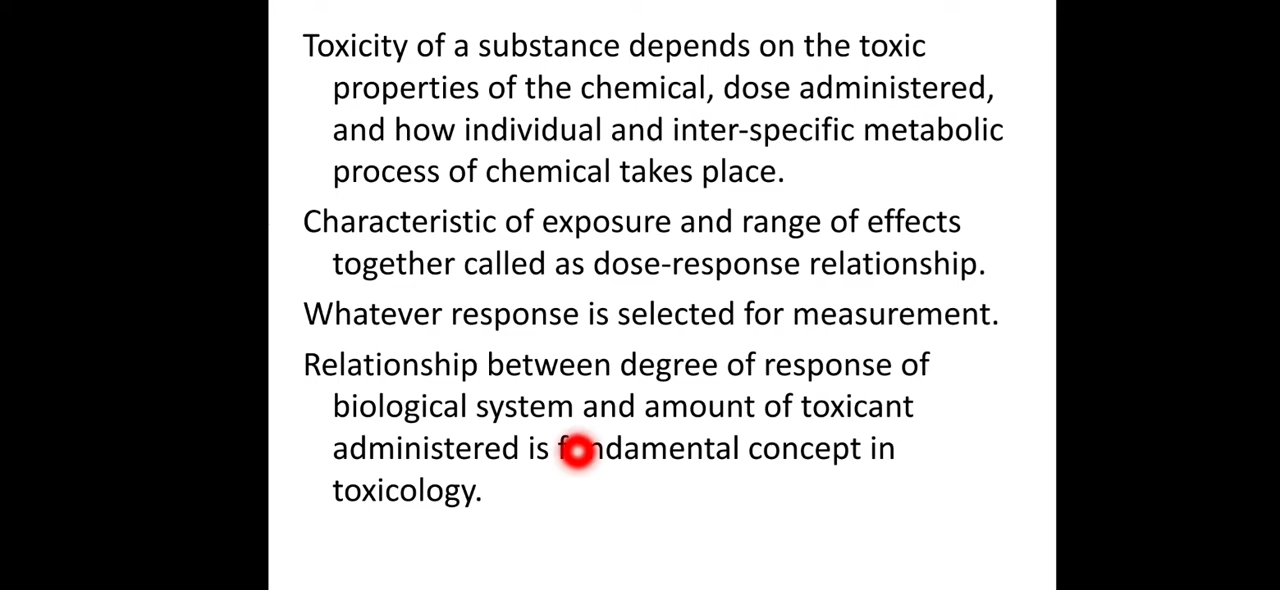 Toxicity of a substance depends on the toxic
properties of the chemical, dose administered,
and how individual and inter-specific metabolic
process of chemical takes place.
Characteristic of exposure and range of effects
together called as dose-response relationship.
Whatever response is selected for measurement.
Relationship between degree of response of
biological system and amount of toxicant
administered is fundamental concept in
toxicology.